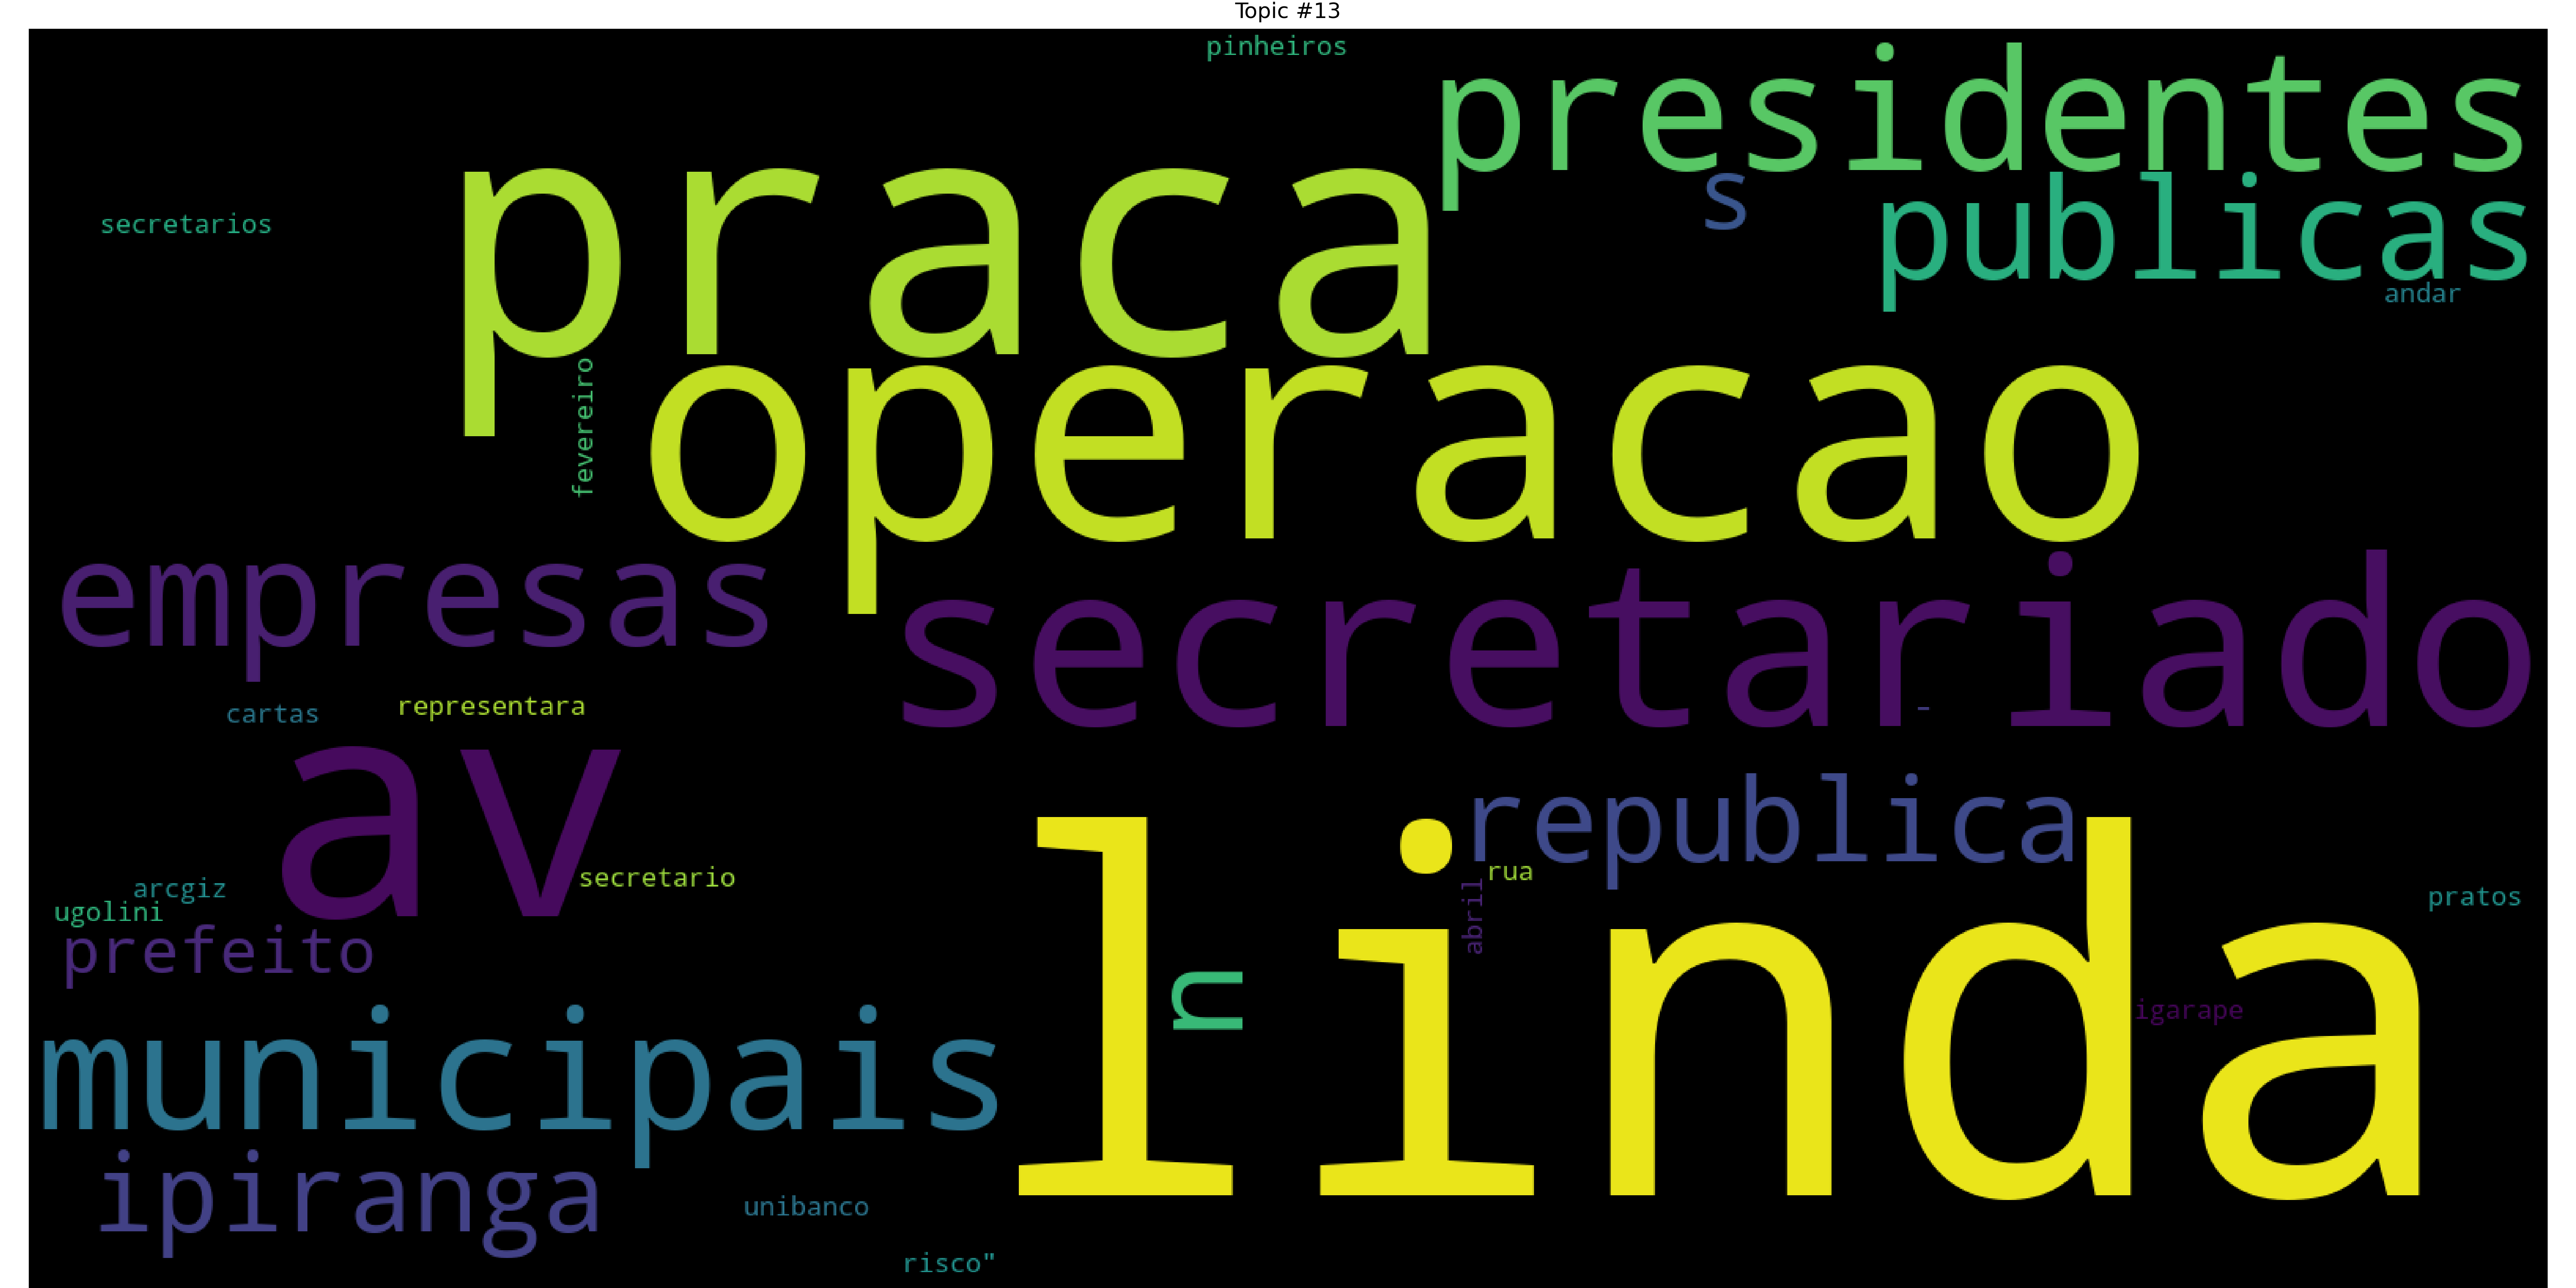 Topic #13
pinheiros
presidentes
praca
s
publicas
secretarios
andar
fevereiro
operacao
empresas
secretariado
cartas
representara
-
av
republica
linda
secretario
rua
arcgiz
abril
ugolini
pratos
prefeito
n
igarape
municipais
ipiranga
unibanco
risco"